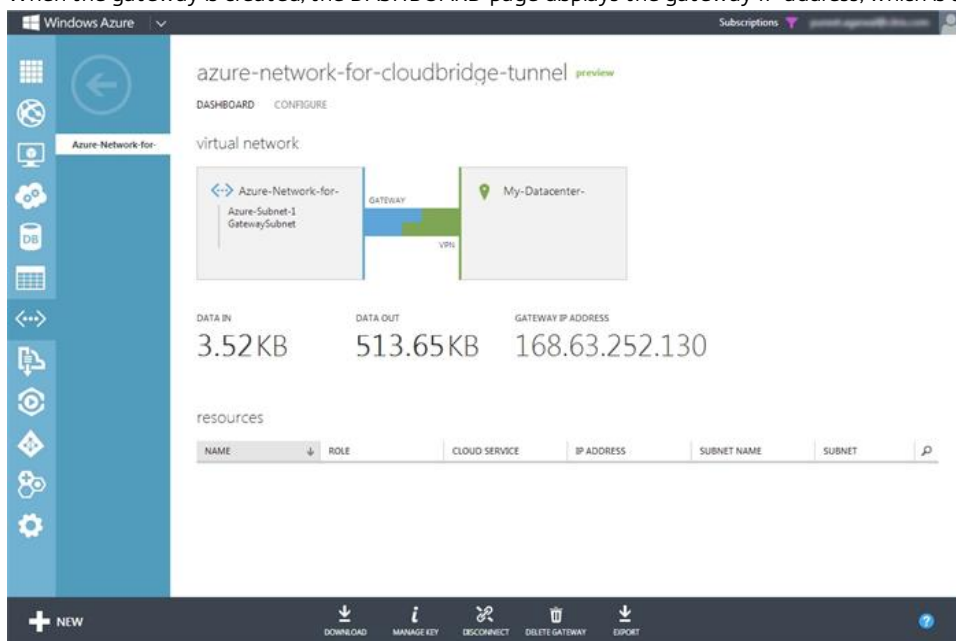 Windows Azure
Subscriptions
azure-network-for-cloudbridge-tunnel preview
DASHBOARD CONFIGURE
Azure-Network-for-
virtual network
Azure-Network-for-
Azure-Subnet-1
GatewaySubnet
GATEWAY
VPN
My-Datacenter-
DATA IN DATA OUT GATEWAY IP ADDRESS
3.52KB 513.65KB 168.63.252.130
resources
NAME ROLE CLOUD SERVICE IP ADDRESS SUBNET NAME SUBNET
DB
NEW
DOWNLOAD MANAGE KEY DISCONNECT DELETE GATEWAY EXPORT